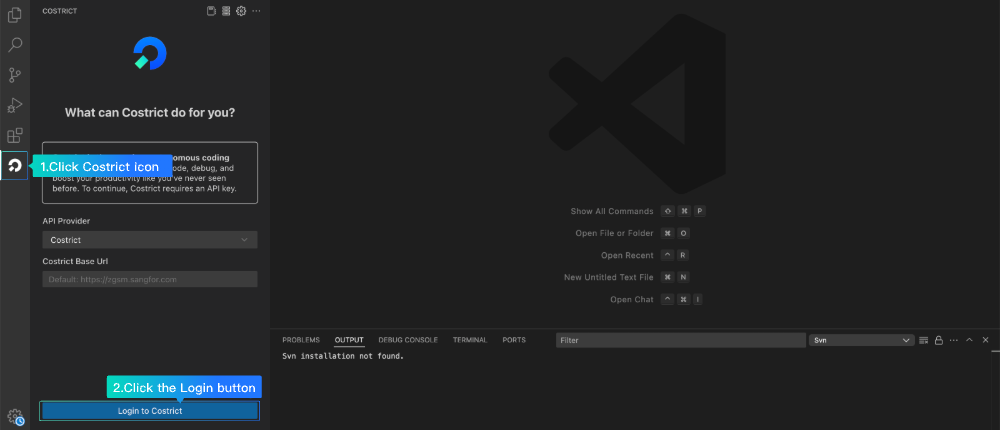 COSTRICT
What can Costrict do for you?
omous coding
ode, debug, and
boost your productivity like you've never seen
before. To continue, Costrict requires an API key.
1.Click Costrict icon
API Provider
Costrict
Costrict Base Url
Default: https://zgsm.sangfor.com
2.Click the Login button
Login to Costrict
Show All Commands ⇧ ⌘ P
Open File or Folder ⌘ O
Open Recent ⌃ R
New Untitled Text File ⌘ N
Open Chat ⌃ ⌘ I
PROBLEMS OUTPUT DEBUG CONSOLE TERMINAL PORTS
Filter
Svn
Svn installation not found.